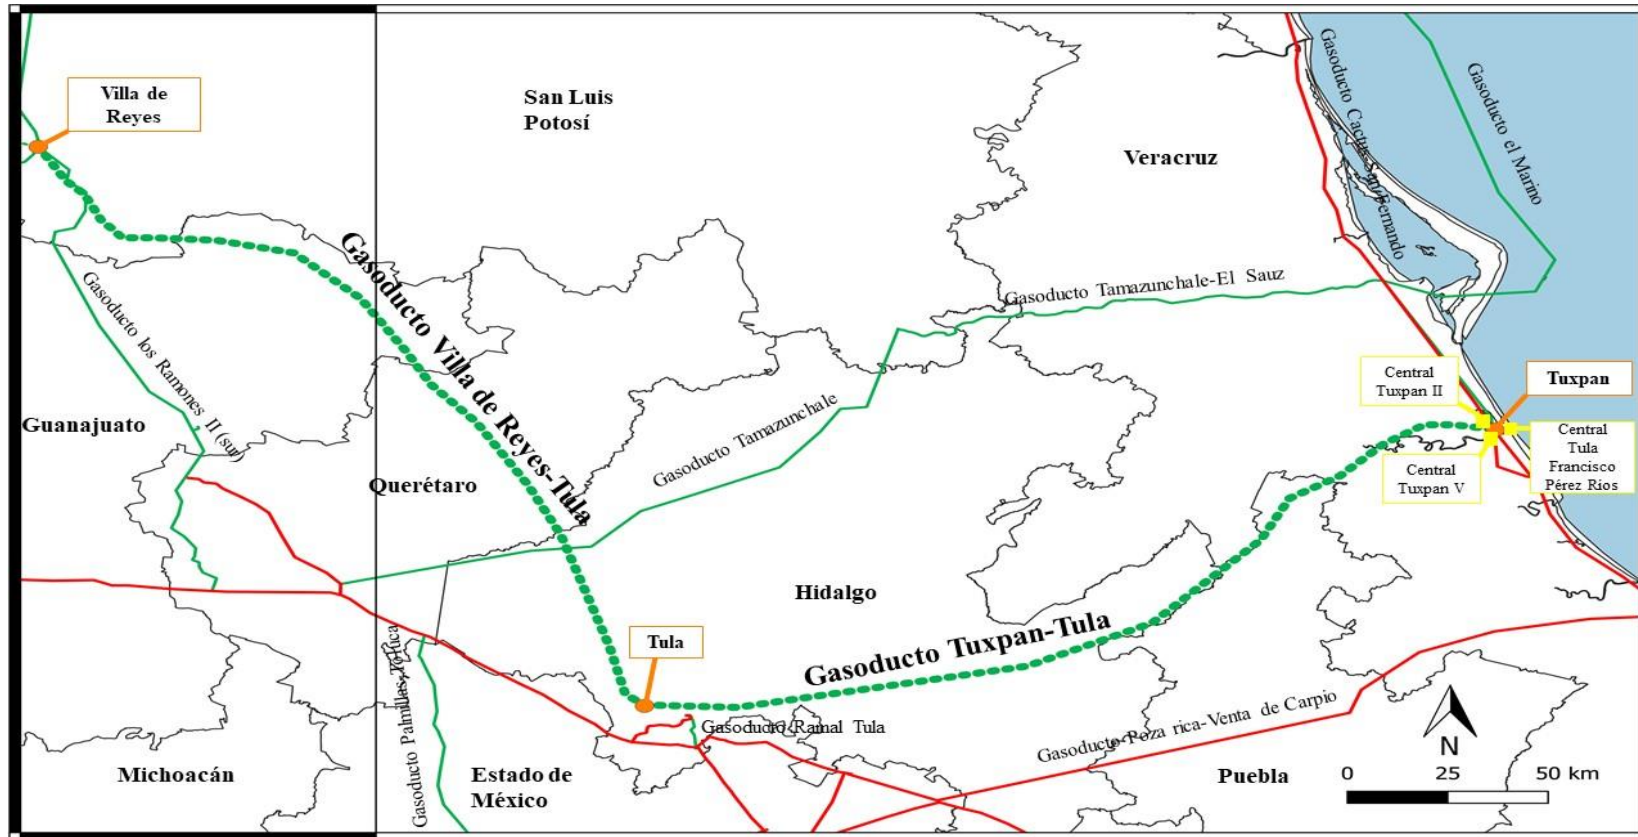 Villa de
Reyes
San Luis
Potosí
Veracruz
Gasoducto Cactus-San Fernando
Gasoducto el Marino
Gasoducto Villa de Reyes-Tula
Gasoducto Tamazunchale-El Sauz
Gasoducto los Ramones II (sur)
Guanajuato
Gasoducto Tamazunchale
Querétaro
Central
Tuxpan II
Tuxpan
Central
Tula
Francisco
Pérez Rios
Central
Tuxpan V
Hidalgo
Gasoducto Tuxpan-Tula
Tula
Gasoducto Palmillas-Toluca
Gasoducto Ramal Tula
Gasoducto Poza rica-Venta de Carpio
Michoacán
Estado de
México
Puebla
N
0 25 50 km